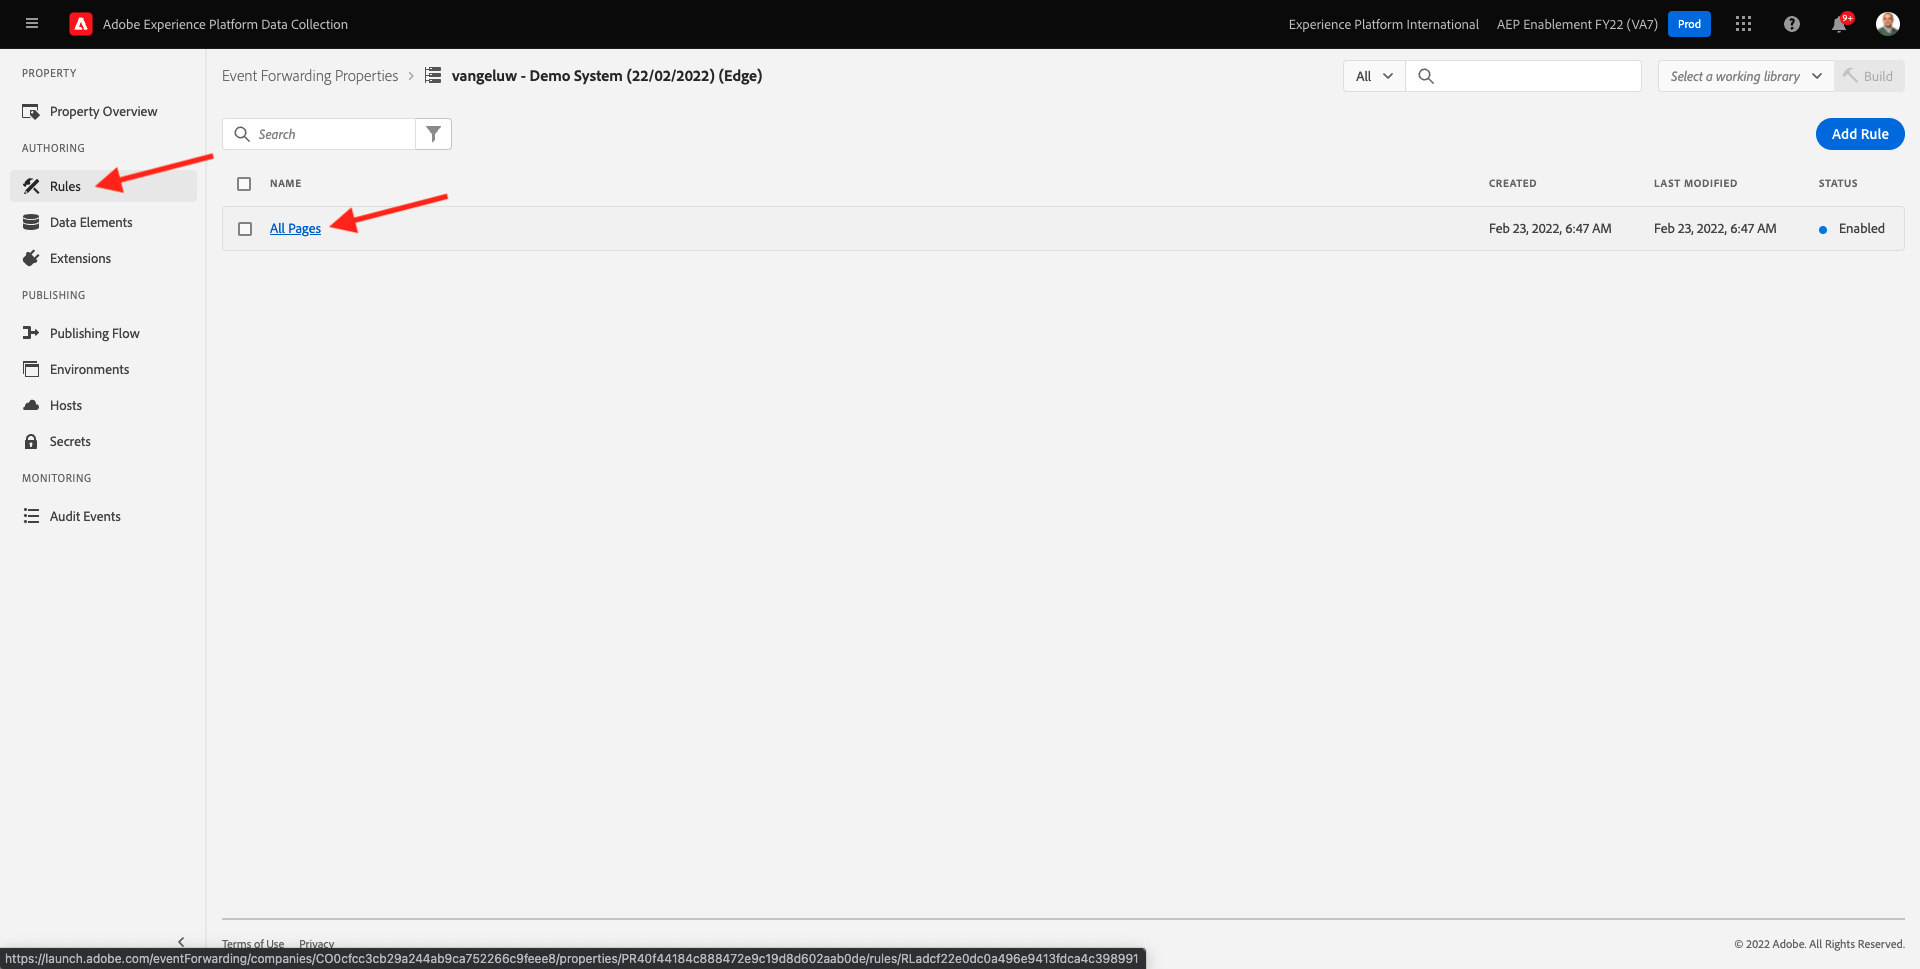 Adobe Experience Platform Data Collection
Experience Platform International
AEP Enablement FY22 (VA7)
Prod
9+
PROPERTY
Property Overview
AUTHORING
Rules
Data Elements
Extensions
PUBLISHING
Publishing Flow
Environments
Hosts
Secrets
MONITORING
Audit Events
Event Forwarding Properties
vangeluw - Demo System (22/02/2022) (Edge)
All
Select a working library
Build
Search
Add Rule
NAME CREATED LAST MODIFIED STATUS
All Pages Feb 23, 2022, 6:47 AM Feb 23, 2022, 6:47 AM Enabled
Terms of Use Privacy
© 2022 Adobe. All Rights Reserved.
https://launch.adobe.com/eventForwarding/companies/CO0cfcc3cb29a244ab9ca752266c9feee8/properties/PR40f44184c888472e9c19d8d602aab0de/rules/RLadcf22e0dc0a496e9413fdca4c398991